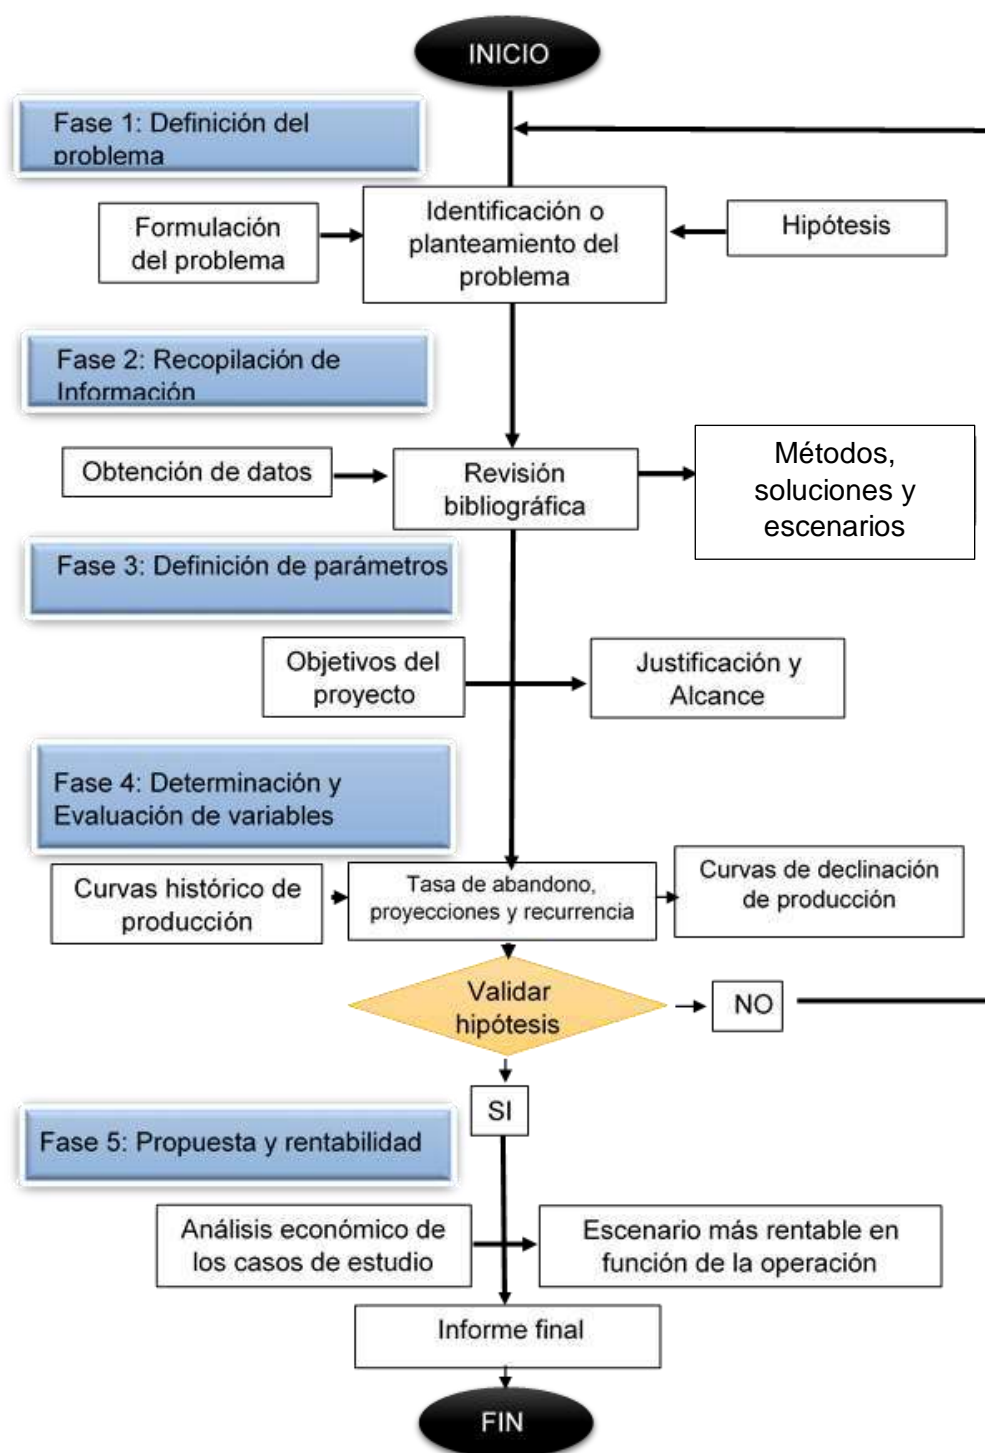 INICIO
Fase 1: Definición del
problema
Formulación
del problema
Identificación o
planteamiento del
problema
Hipótesis
Fase 2: Recopilación de
Información
Obtención de datos
Revisión
bibliográfica
Métodos,
soluciones y
escenarios
Fase 3: Definición de parámetros
Objetivos del
proyecto
Justificación y
Alcance
Fase 4: Determinación y
Evaluación de variables
Curvas histórico de
producción
Tasa de abandono,
proyecciones y recurrencia
Curvas de declinación
de producción
Validar
hipótesis
NO
SI
Fase 5: Propuesta y rentabilidad
Análisis económico de
los casos de estudio
Escenario más rentable en
función de la operación
Informe final
FIN